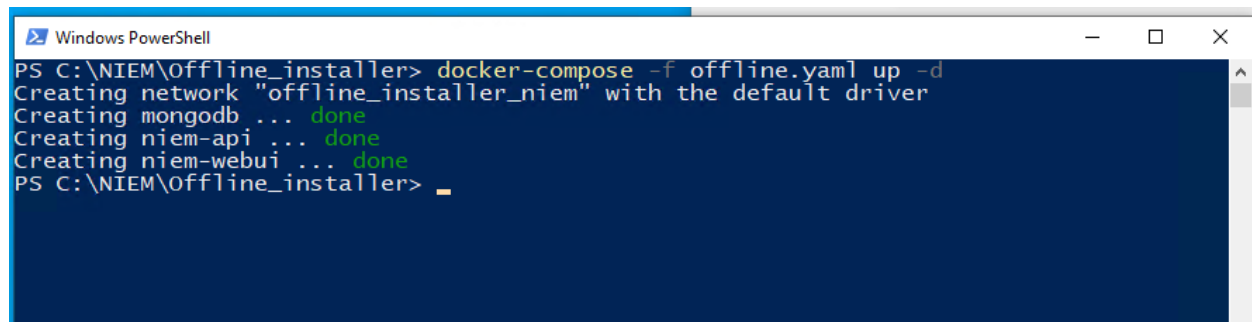 Windows PowerShell
PS C:\NIEM\Offline_installer> docker-compose -f offline.yaml up -d
Creating network "offline_installer_niem" with the default driver
Creating mongodb ... done
Creating niem-api ... done
Creating niem-webui ... done
PS C:\NIEM\Offline_installer>